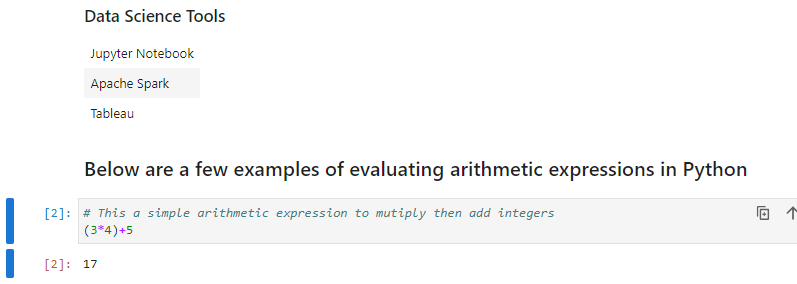 Data Science Tools
Jupyter Notebook
Apache Spark
Tableau
Below are a few examples of evaluating arithmetic expressions in Python
[2]: # This a simple arithmetic expression to mutiply then add integers
(3*4)+5
[2]: 17